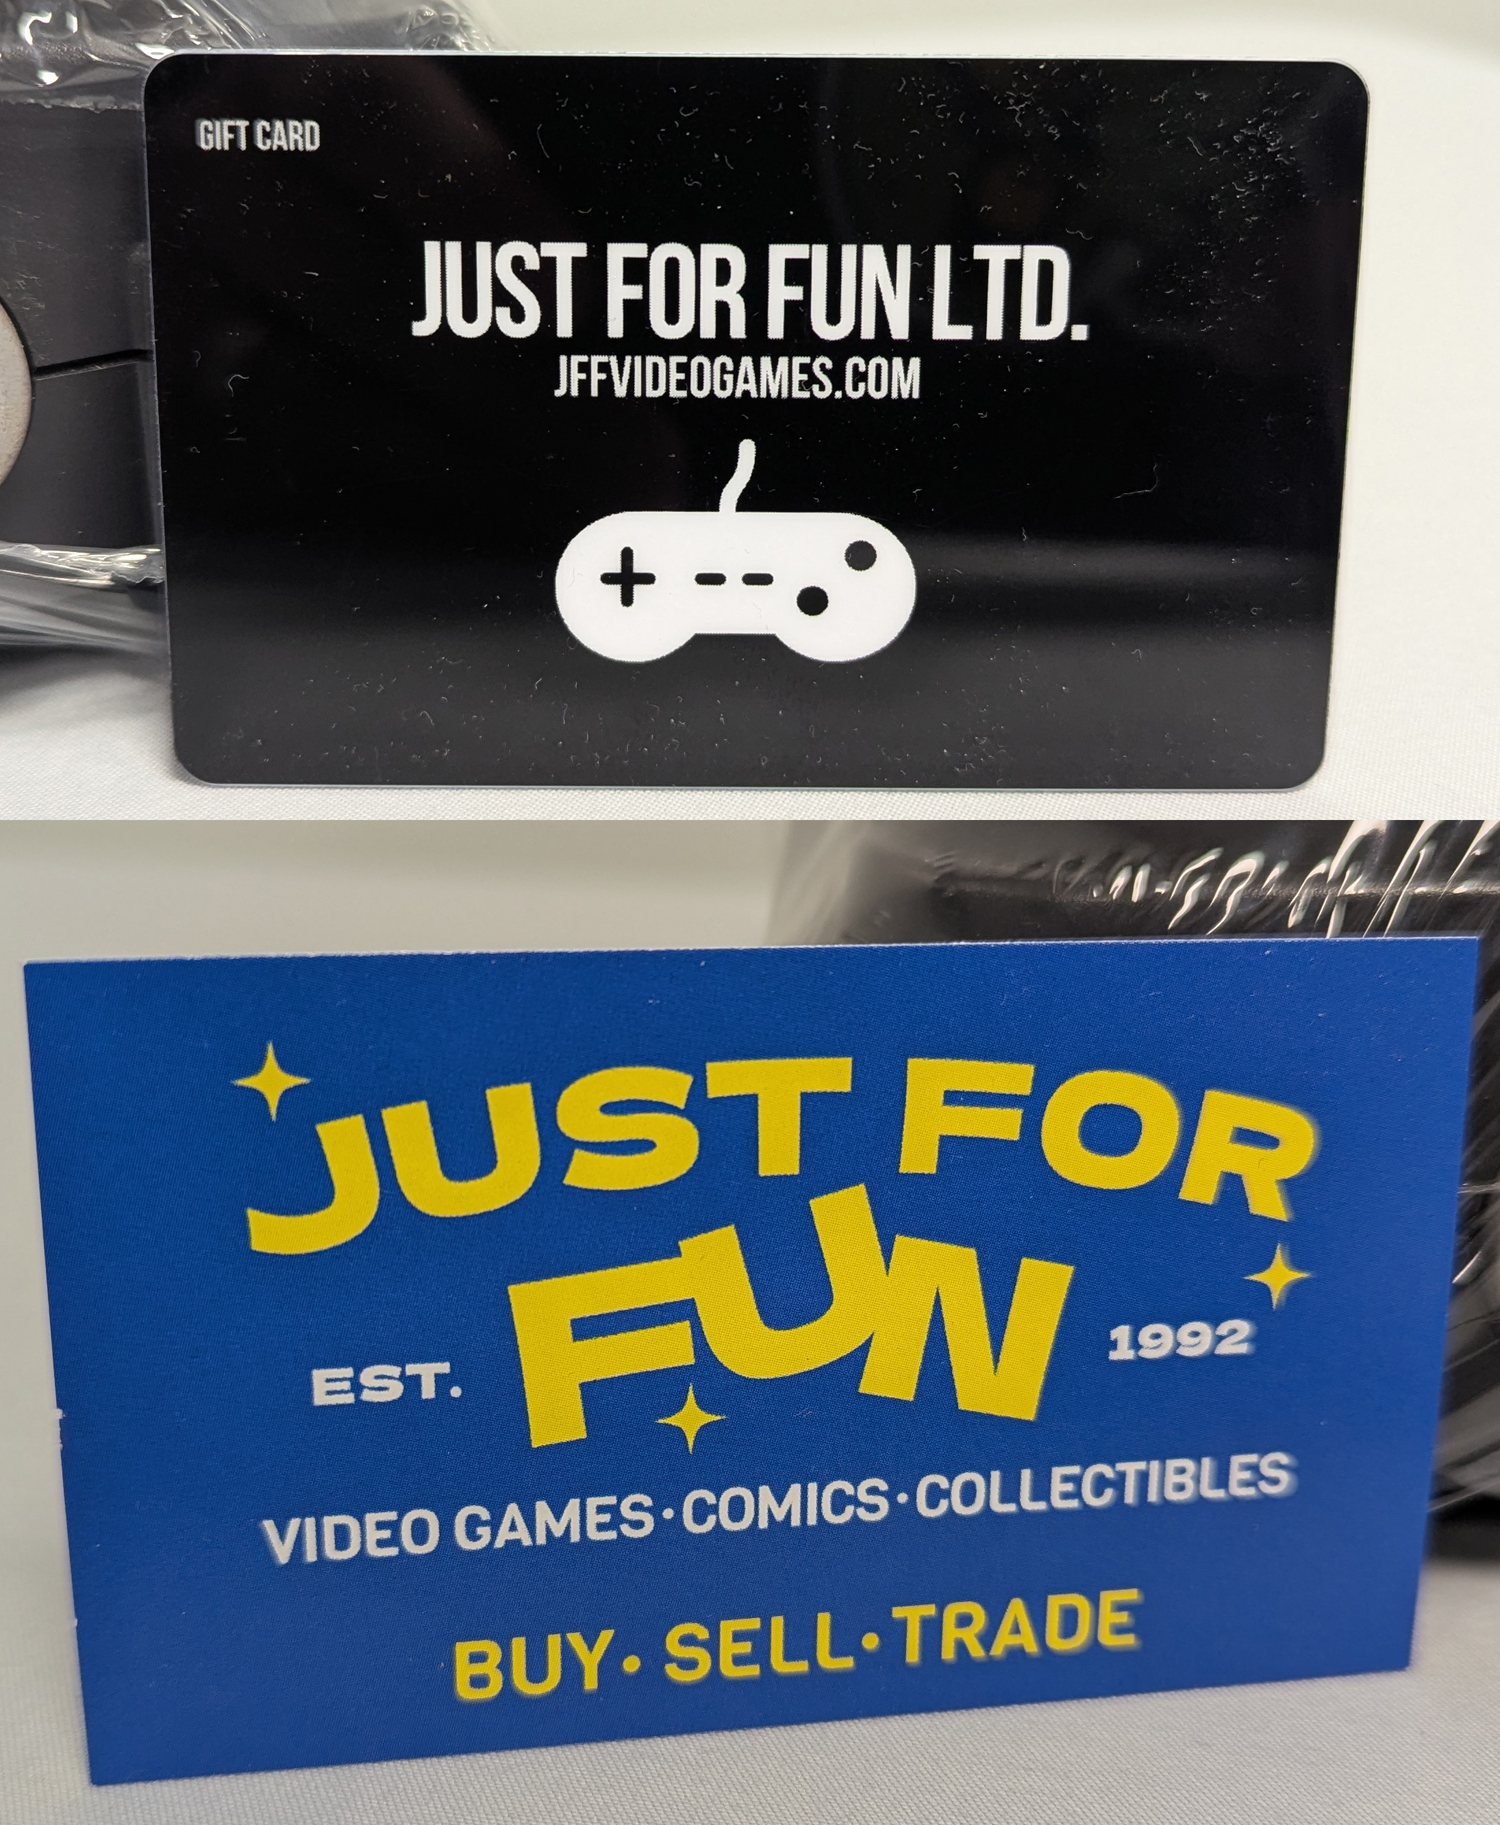 GIFT CARD
JUST FOR FUN LTD.
JFFVIDEOGAMES.COM
JUST FOR
FUN
EST. 1992
VIDEO GAMES·COMICS·COLLECTIBLES
BUY· SELL·TRADE